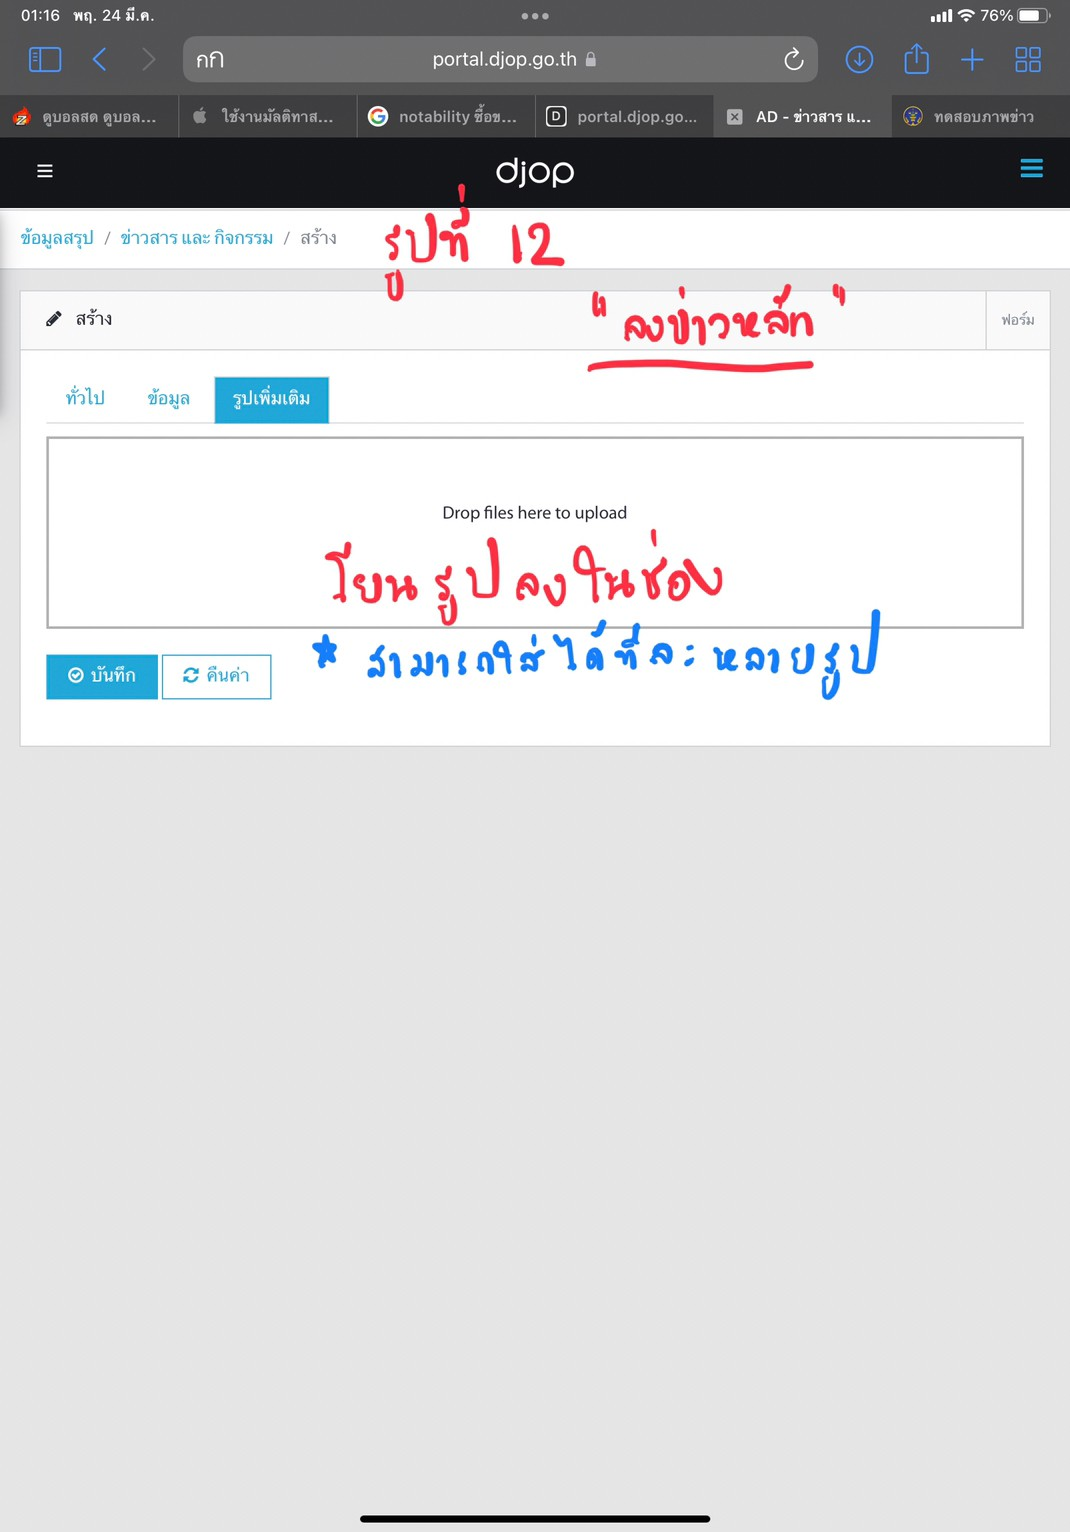 01:16 พฤ. 24 มี.ค.
76%
กกิ portal.djop.go.th
ดูบอลสด ดูบอล...
ใช้งานมัลติทาส...
notability ซื้อข...
portal.djop.go...
AD - ข่าวสาร แ...
ทดสอบภาพข่าว
djop
ข้อมูลสรุป / ข่าวสาร และ กิจกรรม / สร้าง
รูปที่ 12
"ลงข่าวหลัก"
สร้าง
ฟอร์ม
ทั่วไป ข้อมูล รูปเพิ่มเติม
Drop files here to upload
โยนรูปลงในช่อง
* สามารถใส่ได้ที่ละหลายรูป
บันทึก คืนค่า